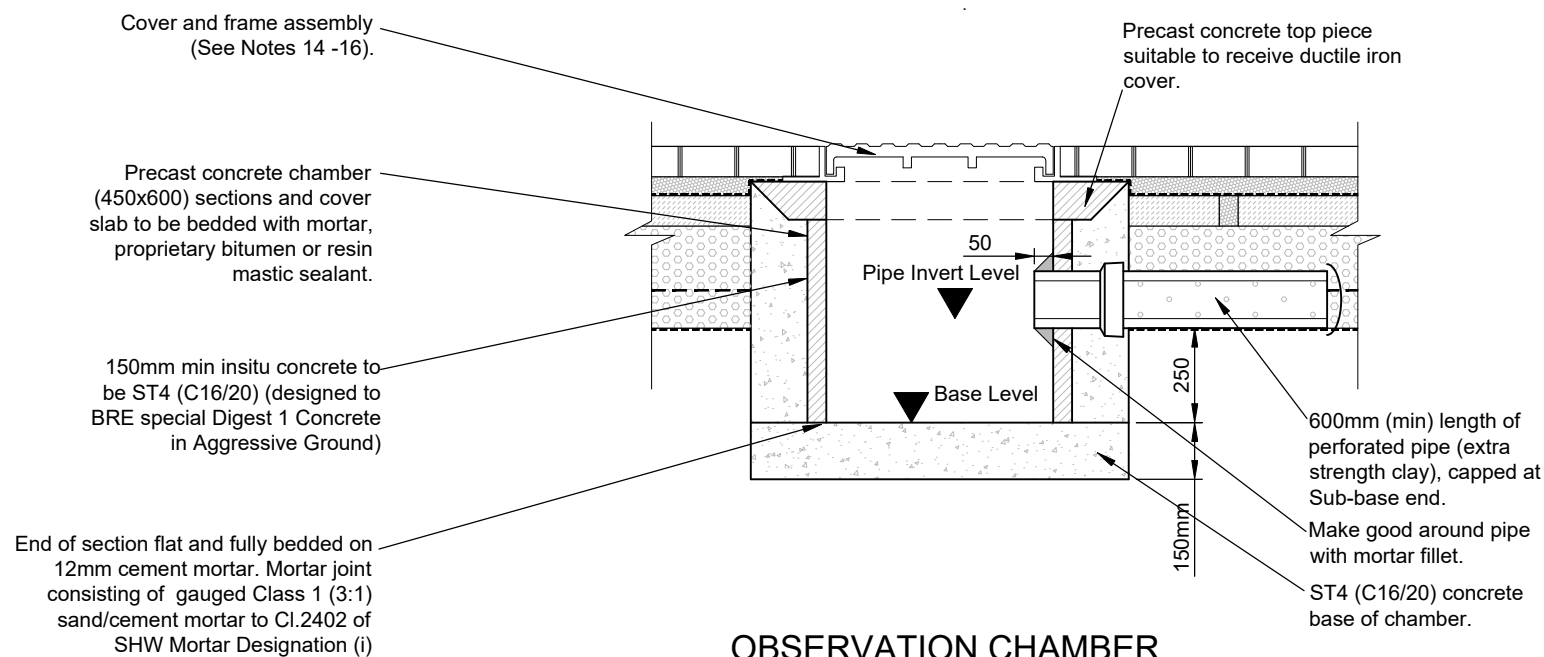 Cover and frame assembly
(See Notes 14 -16).
Precast concrete top piece
suitable to receive ductile iron
cover.
Precast concrete chamber
(450x600) sections and cover
slab to be bedded with mortar,
proprietary bitumen or resin
mastic sealant.
50
Pipe Invert Level
150mm min insitu concrete to
be ST4 (C16/20) (designed to
BRE special Digest 1 Concrete
in Aggressive Ground)
Base Level
250
150mm
600mm (min) length of
perforated pipe (extra
strength clay), capped at
Sub-base end.
Make good around pipe
with mortar fillet.
ST4 (C16/20) concrete
base of chamber.
End of section flat and fully bedded on
12mm cement mortar. Mortar joint
consisting of gauged Class 1 (3:1)
sand/cement mortar to Cl.2402 of
SHW Mortar Designation (i)
OBSERVATION CHAMBER